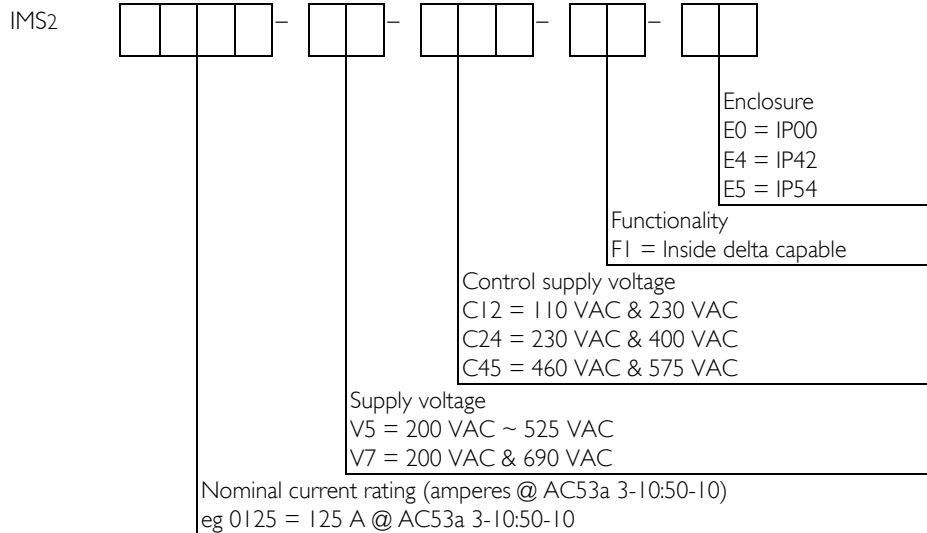 IMS2 - - - -
Enclosure
E0 = IP00
E4 = IP42
E5 = IP54
Functionality
F1 = Inside delta capable
Control supply voltage
C12 = 110 VAC & 230 VAC
C24 = 230 VAC & 400 VAC
C45 = 460 VAC & 575 VAC
Supply voltage
V5 = 200 VAC ~ 525 VAC
V7 = 200 VAC & 690 VAC
Nominal current rating (amperes @ AC53a 3-10:50-10)
eg 0125 = 125 A @ AC53a 3-10:50-10